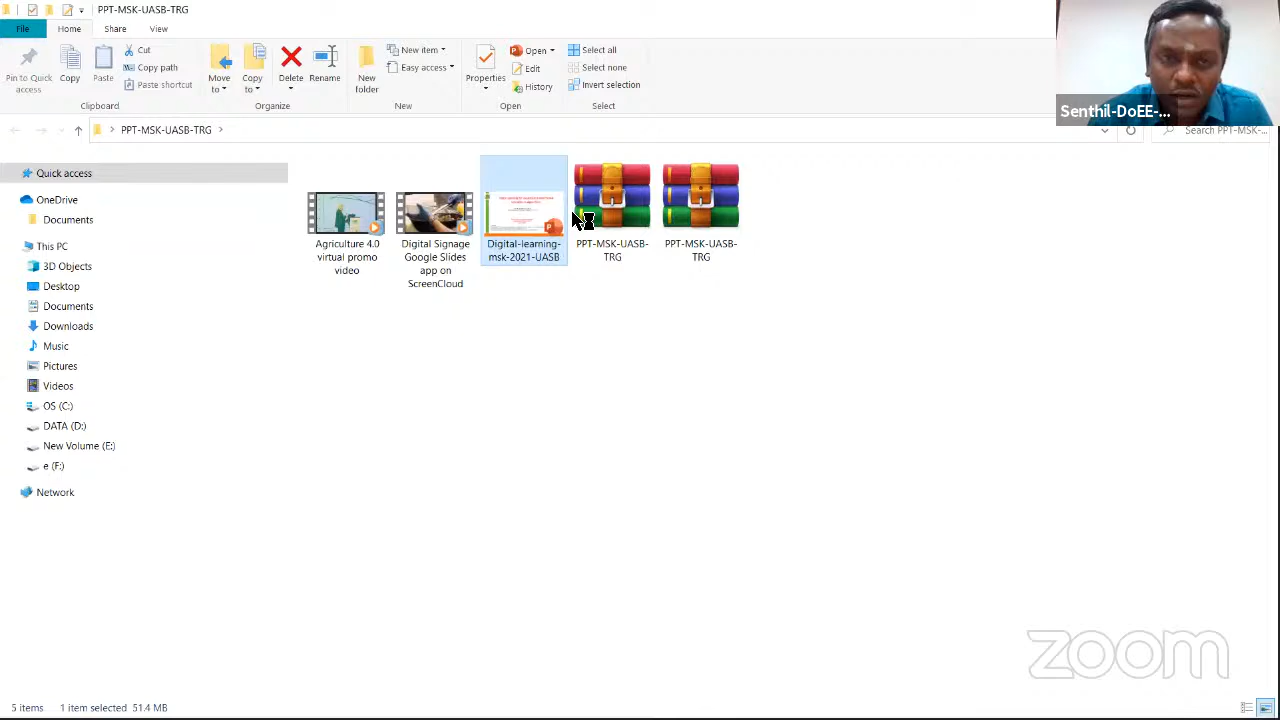 PPT-MSK-UASB-TRG
File
Home
Share
View
Pin to Quick
access
Copy
Paste
Cut
Copy path
Paste shortcut
Clipboard
Move
to
Copy
to
Delete
Rename
Organize
New
folder
New item
Easy access
New
Properties
Open
Edit
History
Open
Select all
Select none
Invert selection
Select
Senthil-DoEE-...
PPT-MSK-UASB-TRG
Search PPT-MSK-...
Quick access
OneDrive
Documents
This PC
3D Objects
Desktop
Documents
Downloads
Music
Pictures
Videos
OS (C:)
DATA (D:)
New Volume (E:)
e (F:)
Network
Agriculture 4.0
virtual promo
video
Digital Signage
Google Slides
app on
ScreenCloud
Digital-learning-
msk-2021-UASB
PPT-MSK-UASB-
TRG
PPT-MSK-UASB-
TRG
zoom
5 items 1 item selected 51.4 MB